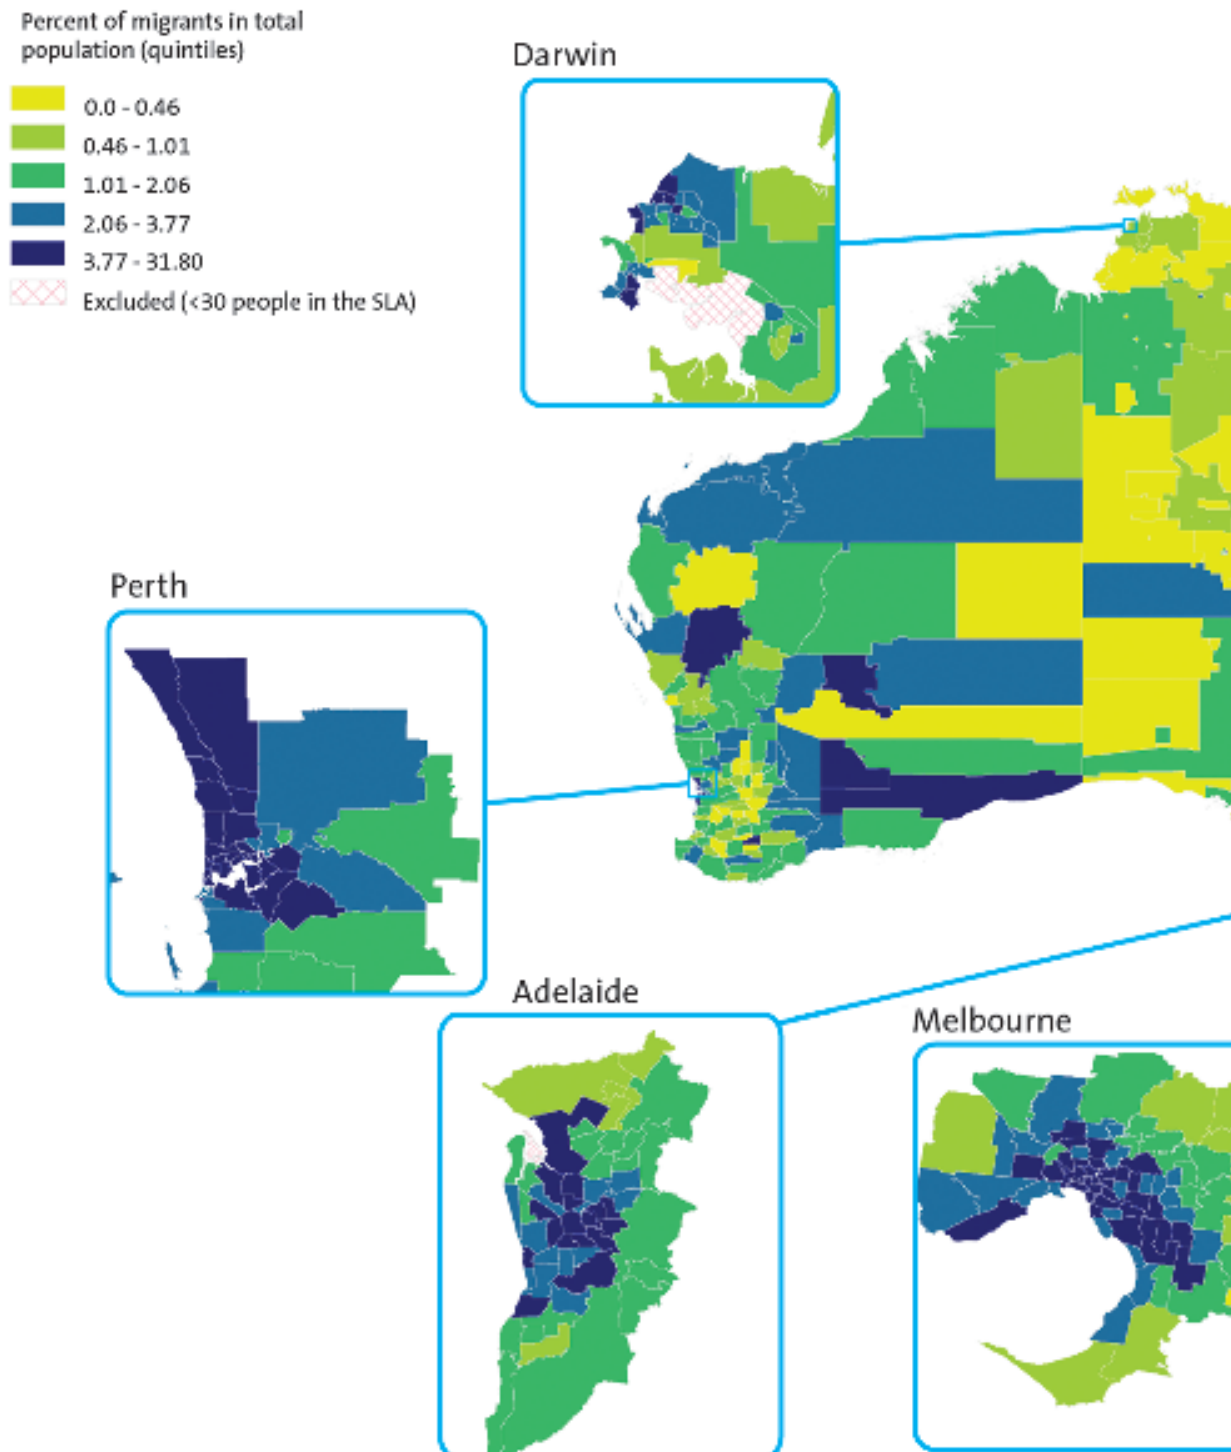 Percent of migrants in total
population (quintiles)
0.0 - 0.46
0.46 - 1.01
1.01 - 2.06
2.06 - 3.77
3.77 - 31.80
Excluded (<30 people in the SLA)
Darwin
Perth
Adelaide
Melbourne